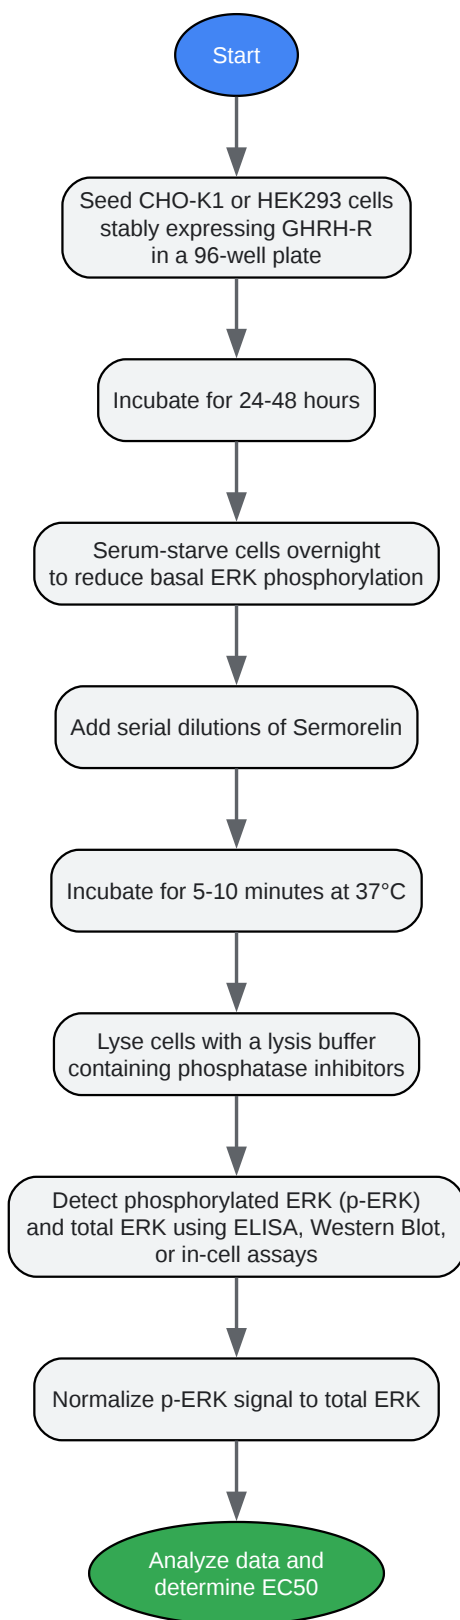 Start
Seed CHO-K1 or HEK293 cells
stably expressing GHRH-R
in a 96-well plate
Incubate for 24-48 hours
Serum-starve cells overnight
to reduce basal ERK phosphorylation
Add serial dilutions of Sermorelin
Incubate for 5-10 minutes at 37°C
Lyse cells with a lysis buffer
containing phosphatase inhibitors
Detect phosphorylated ERK (p-ERK)
and total ERK using ELISA, Western Blot,
or in-cell assays
Normalize p-ERK signal to total ERK
Analyze data and
determine EC50